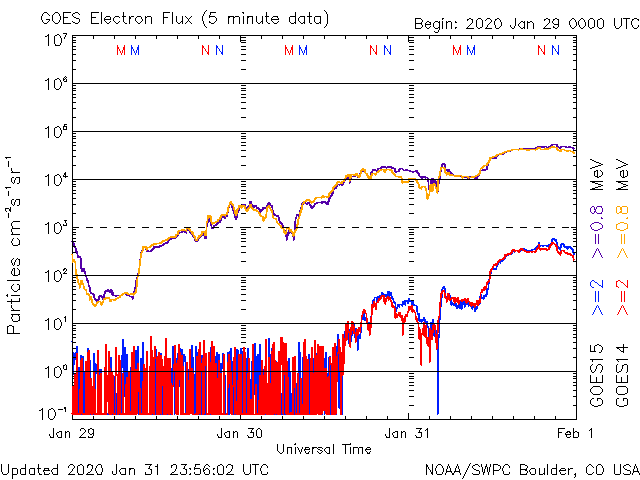 GOES Electron Flux (5 minute data)
Begin: 2020 Jan 29 0000 UTC
10⁷
M M N N M M N N M M N N
10⁶
10⁵
10⁴
10³
10²
10¹
10⁰
10⁻¹
Particles cm⁻²s⁻¹sr⁻¹
GOES15 >=2 >=0.8 MeV
GOES14 >=2 >=0.8 MeV
Jan 29 Jan 30 Jan 31 Feb 1
Universal Time
Updated 2020 Jan 31 23:56:02 UTC
NOAA/SWPC Boulder, CO USA